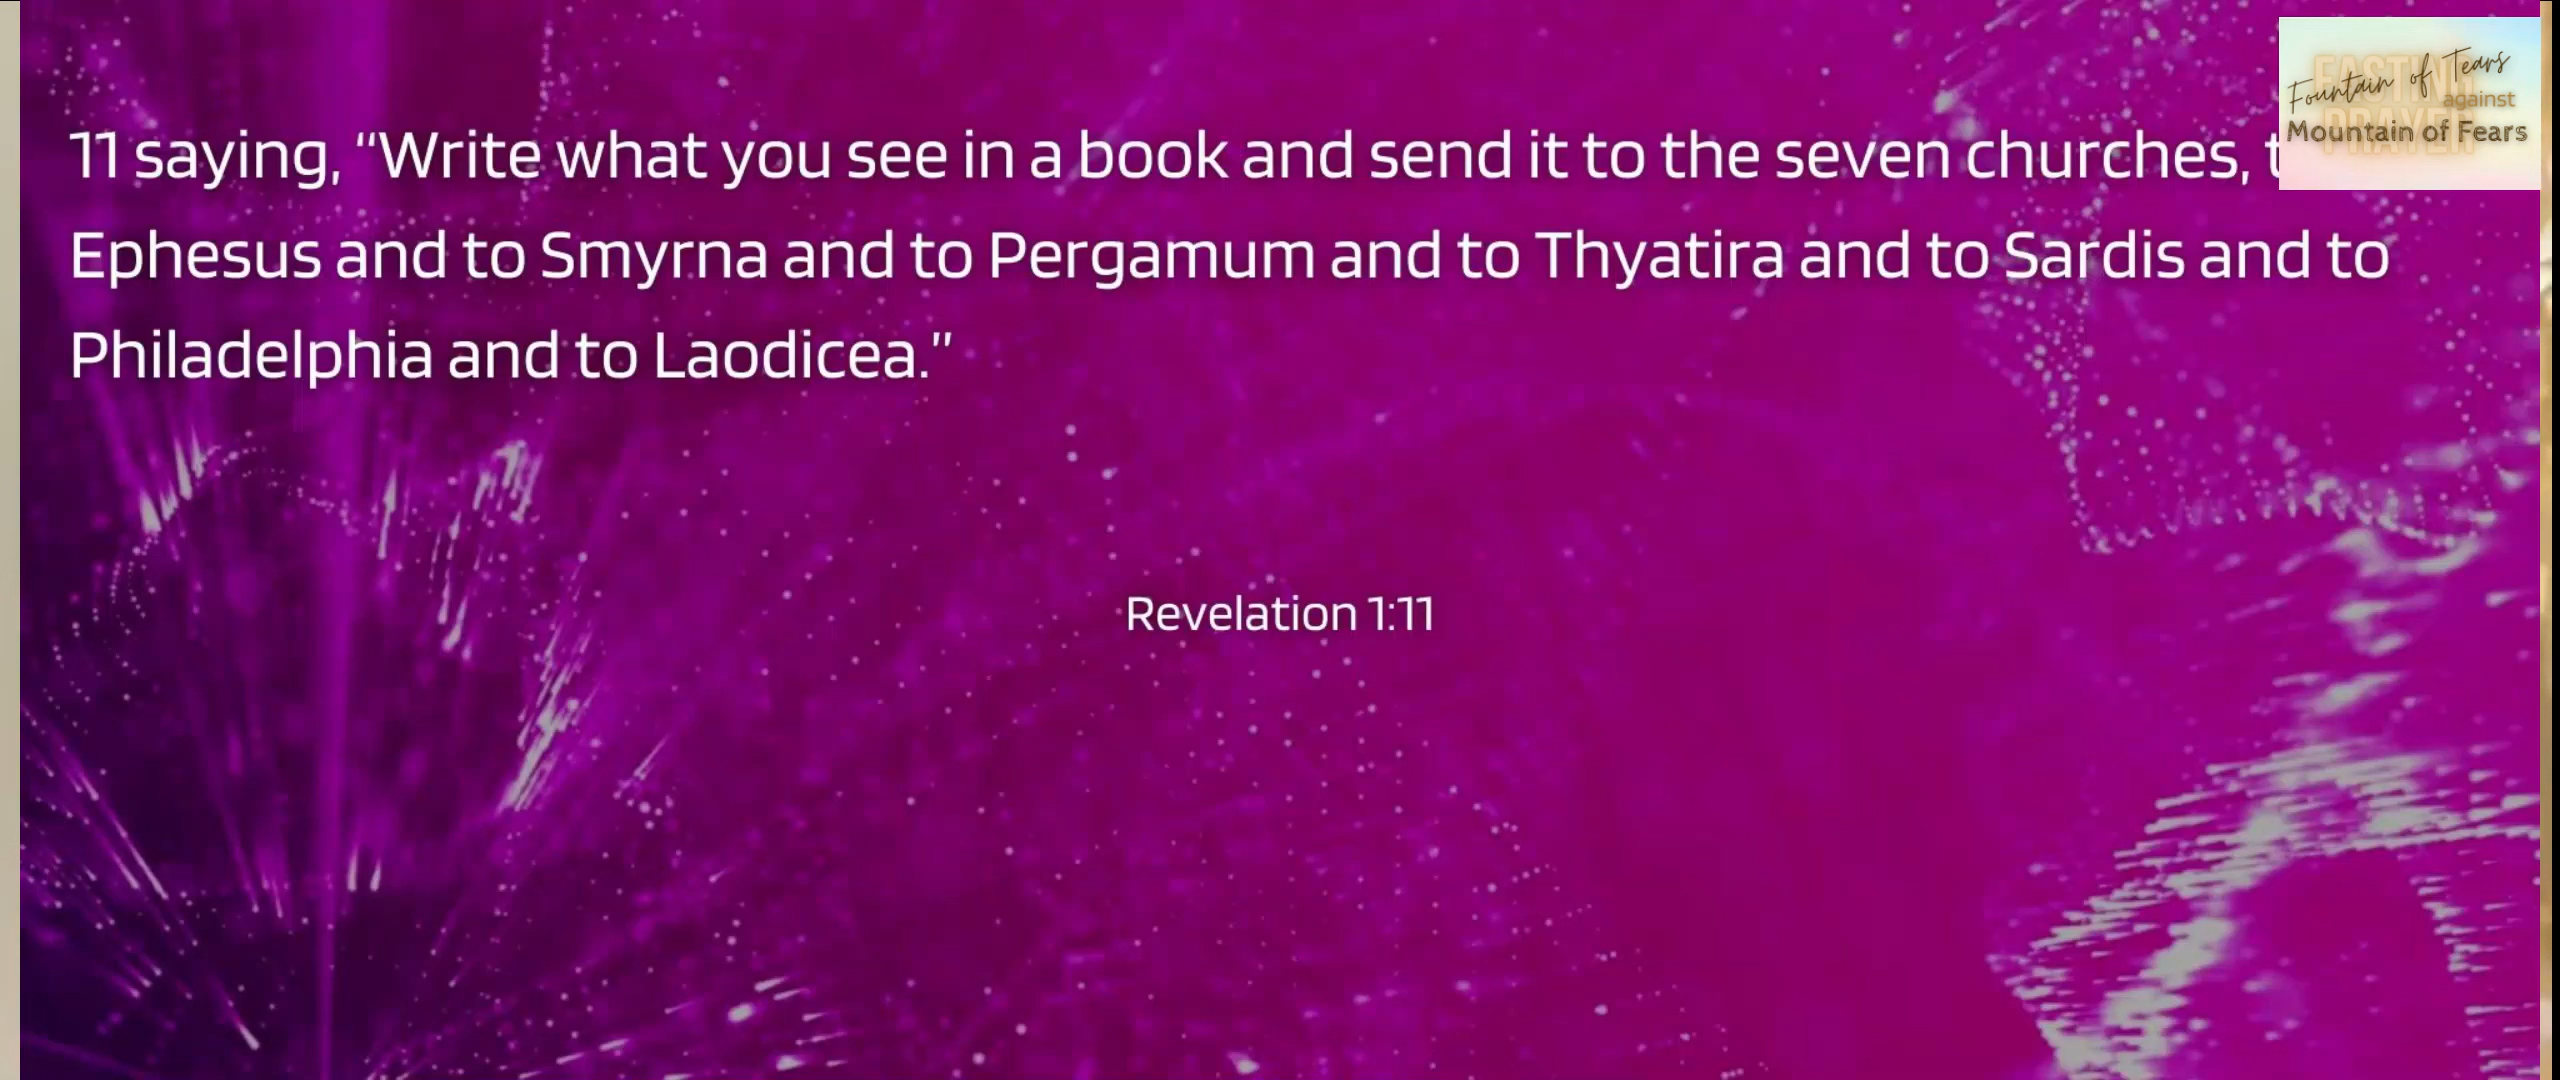 11 saying, “Write what you see in a book and send it to the seven churches, t
Ephesus and to Smyrna and to Pergamum and to Thyatira and to Sardis and to
Philadelphia and to Laodicea.”
Revelation 1:11
FASTING
Fountain of Tears
against
Mountain of Fears
PRAYER